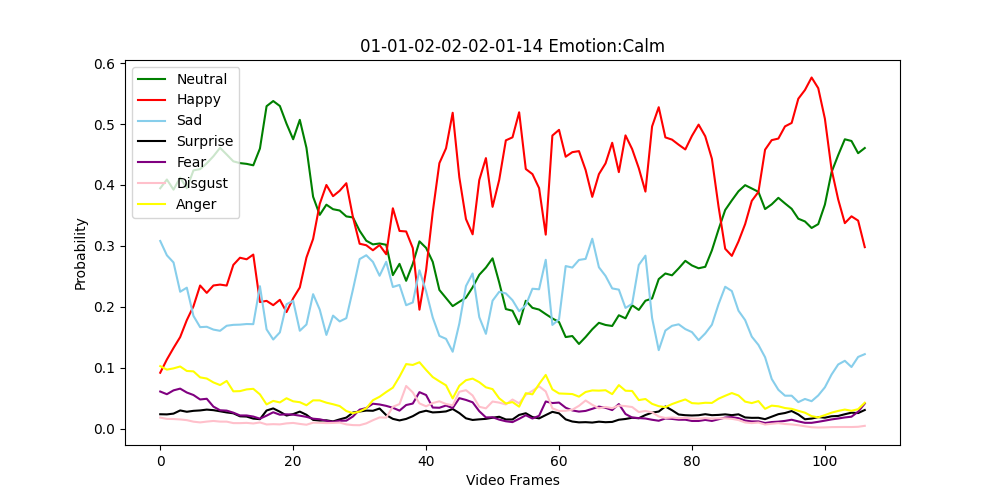 01-01-02-02-02-01-14 Emotion:Calm
Probability
0.6
0.5
0.4
0.3
0.2
0.1
0.0
Neutral
Happy
Sad
Surprise
Fear
Disgust
Anger
0 20 40 60 80 100
Video Frames